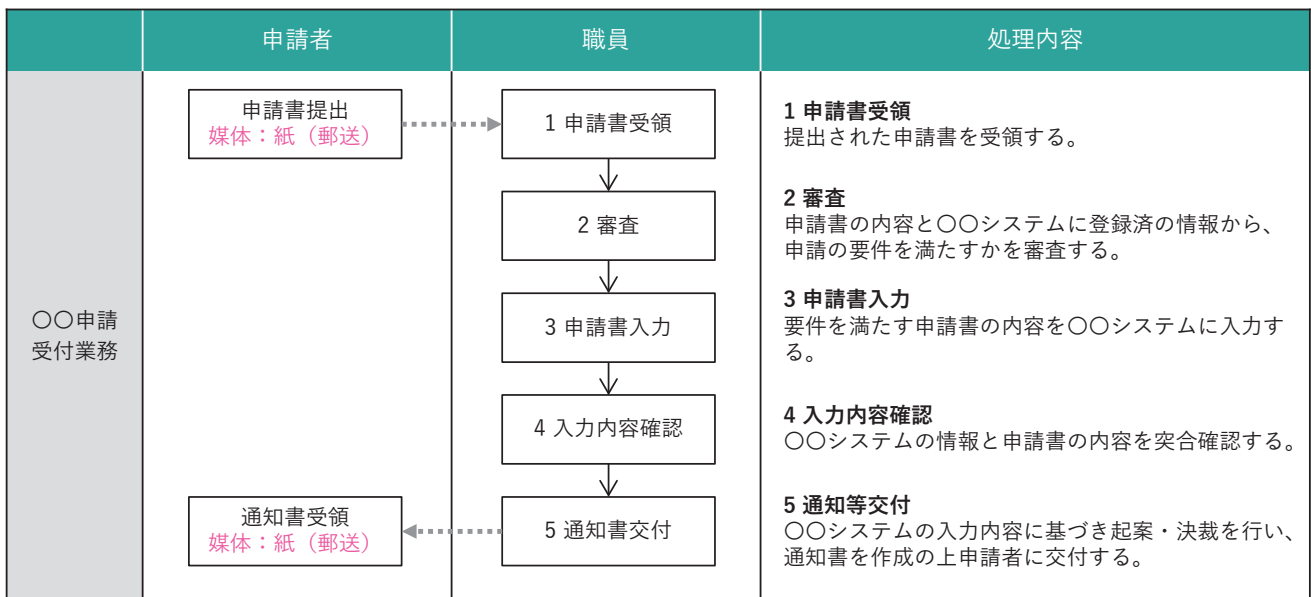 申請者
職員
処理内容
〇〇申請
受付業務
申請書提出
媒体：紙（郵送）
1 申請書受領
2 審査
3 申請書入力
4 入力内容確認
通知書受領
媒体：紙（郵送）
5 通知書交付
1 申請書受領
提出された申請書を受領する。
2 審査
申請書の内容と〇〇システムに登録済の情報から、
申請の要件を満たすかを審査する。
3 申請書入力
要件を満たす申請書の内容を〇〇システムに入力す
る。
4 入力内容確認
〇〇システムの情報と申請書の内容を突合確認する。
5 通知等交付
〇〇システムの入力内容に基づき起案・決裁を行い、
通知書を作成の上申請者に交付する。